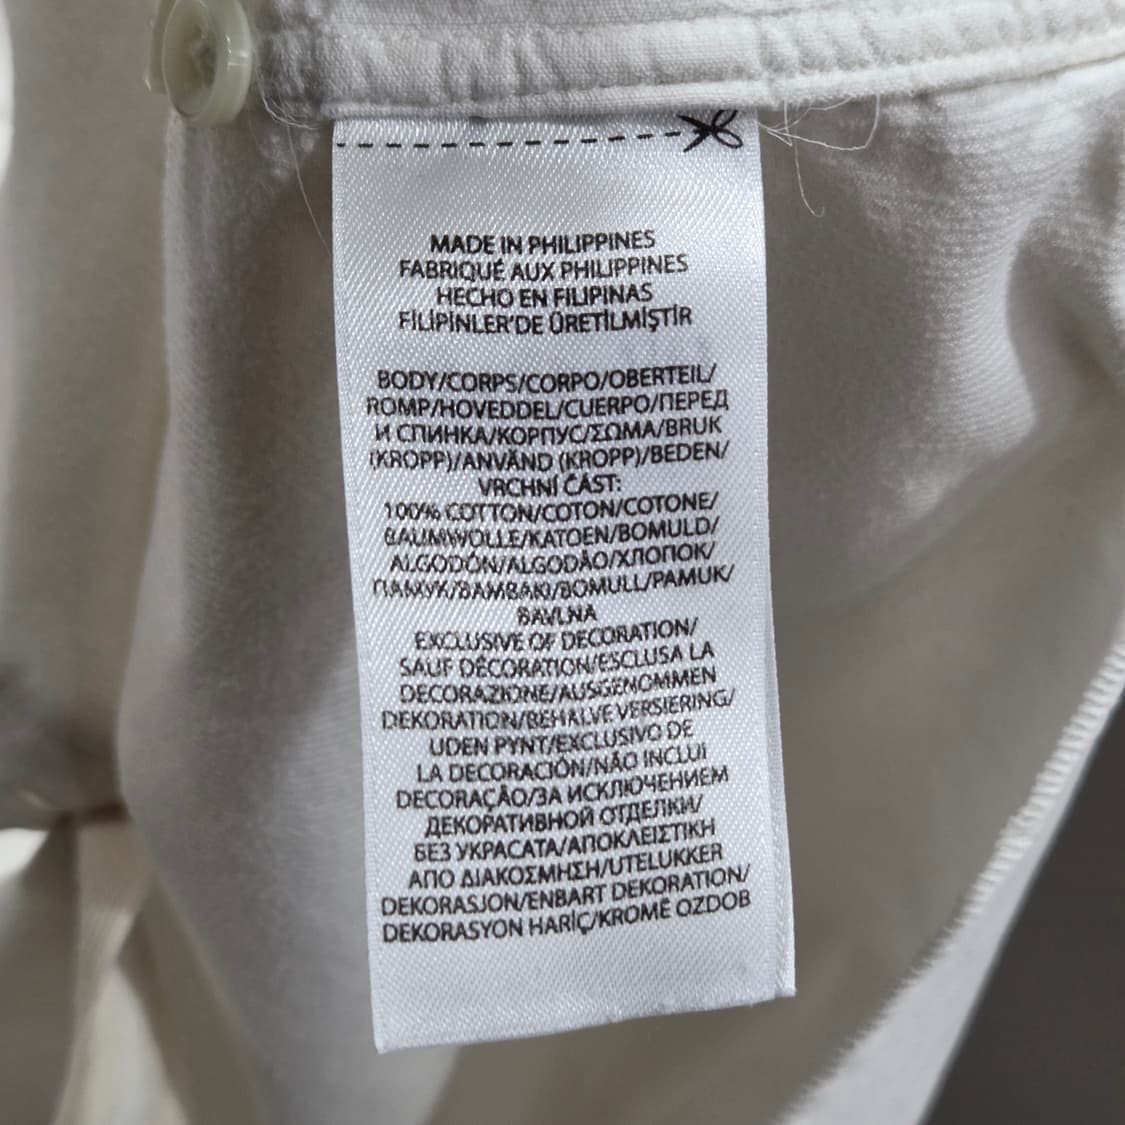 MADE IN PHILIPPINES
FABRIQUÉ AUX PHILIPPINES
HECHO EN FILIPINAS
FİLİPİNLER'DE ÜRETİLMİŞTİR
BODY/CORPS/CORPO/OBERTEIL/
ROMP/HOVEDDEL/CUERPO/ПЕРЕД
И СПИНКА/КОРПУС/ΣΩΜΑ/BRUK
(KROPP)/ANVÄND (KROPP)/BEDEN/
VRCHNÍ ČÁST:
100% COTTON/COTON/COTONE/
BAUMWOLLE/KATOEN/BOMULD/
ALGODÓN/ALGODÃO/ХЛОПОК/
ПАМУК/ΒΑΜΒΑΚΙ/BOMULL/PAMUK/
BAVLNA
EXCLUSIVE OF DECORATION/
SAUF DÉCORATION/ESCLUSA LA
DECORAZIONE/AUSGENOMMEN
DEKORATION/BEHALVE VERSIERING/
UDEN PYNT/EXCLUSIVO DE
LA DECORACIÓN/NÃO INCLUI
DECORAÇÃO/ЗА ИСКЛЮЧЕНИЕМ
ДЕКОРАТИВНОЙ ОТДЕЛКИ/
БЕЗ УКРАСАТА/ΑΠΟΚΛΕΙΣΤΙΚΗ
ΑΠΟ ΔΙΑΚΟΣΜΗΣΗ/UTELUKKER
DEKORASJON/ENBART DEKORATION/
DEKORASYON HARİÇ/KROMĚ OZDOB